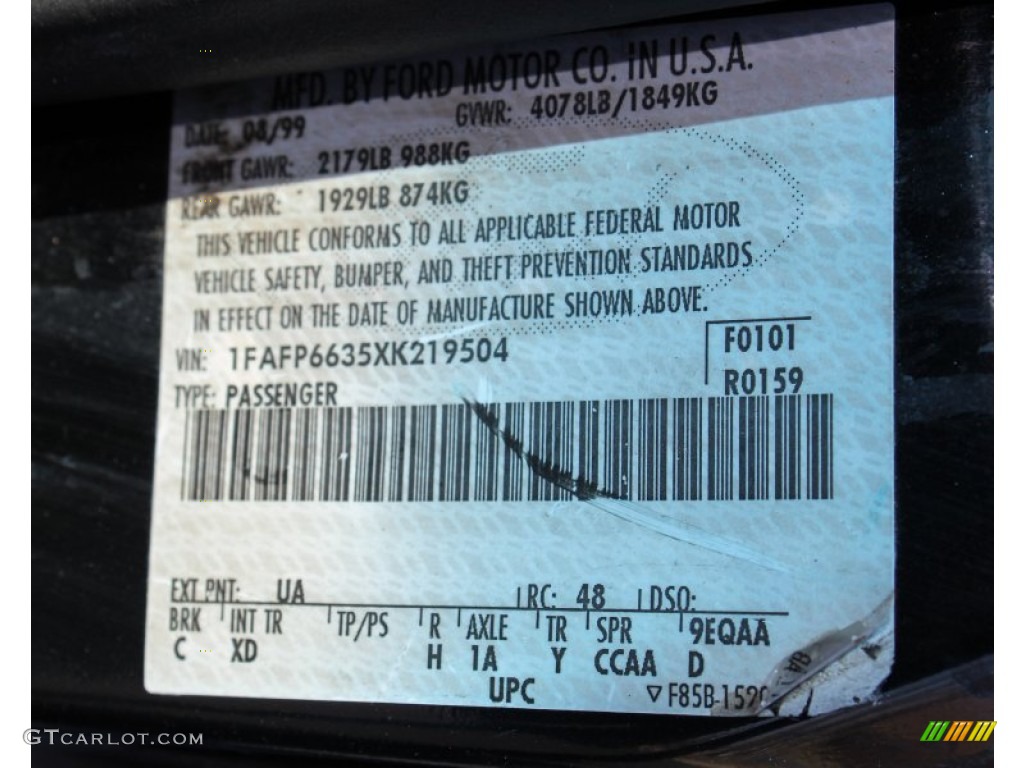 MFD. BY FORD MOTOR CO. IN U.S.A.
DATE: 08/99 GVWR: 4078LB/1849KG
FRONT GAWR: 2179LB 988KG
REAR GAWR: 1929LB 874KG
THIS VEHICLE CONFORMS TO ALL APPLICABLE FEDERAL MOTOR
VEHICLE SAFETY, BUMPER, AND THEFT PREVENTION STANDARDS
IN EFFECT ON THE DATE OF MANUFACTURE SHOWN ABOVE.
VIN: 1FAFP6635XK219504 F0101
TYPE: PASSENGER R0159
EXT PNT: UA RC: 48 DSO:
BRK INT TR TP/PS R AXLE TR SPR 9EQAA
C XD H 1A Y CCAA D
UPC ▽F85B-1520
GTCARLOT.COM